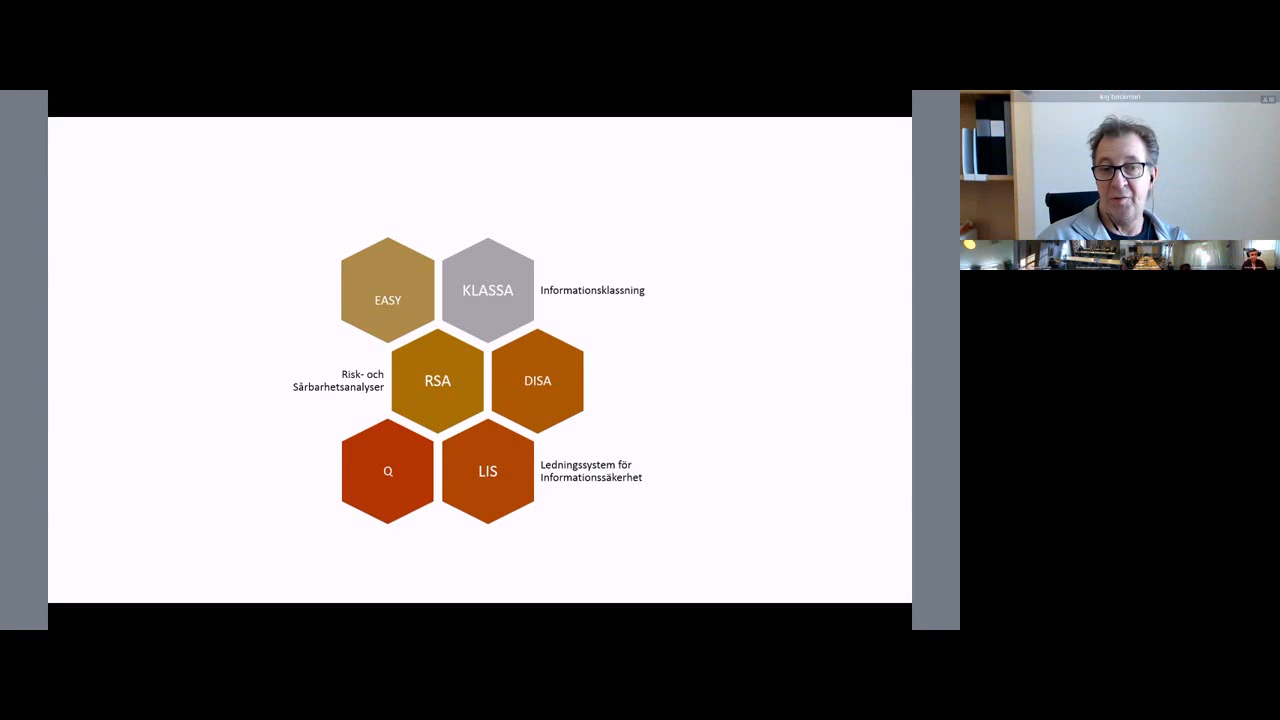 EASY
KLASSA
Informationsklassning
Risk- och
Sårbarhetsanalyser
RSA
DISA
Q
LIS
Ledningssystem för
Informationssäkerhet